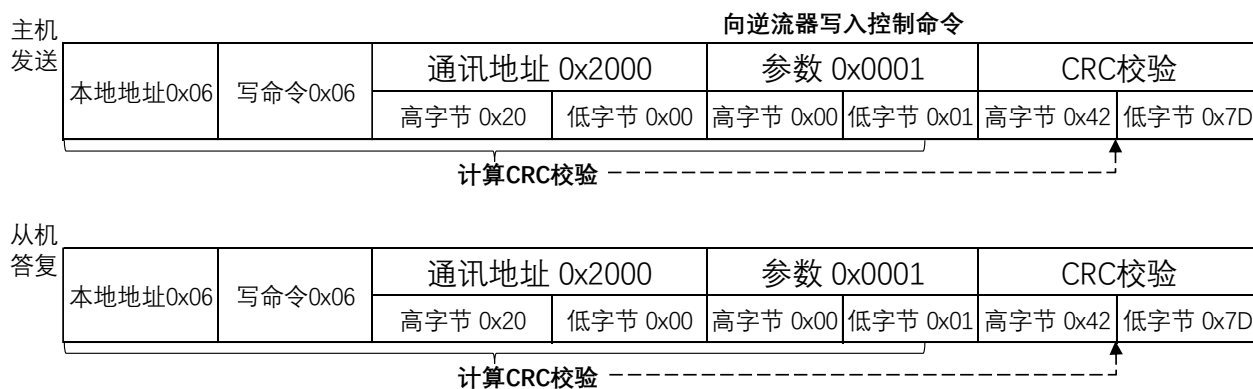 向逆流器写入控制命令
主机
发送
本地地址0x06 写命令0x06 通讯地址 0x2000 参数 0x0001 CRC校验
高字节 0x20 低字节 0x00 高字节 0x00 低字节 0x01 高字节 0x42 低字节 0x7D
计算CRC校验
从机
答复
本地地址0x06 写命令0x06 通讯地址 0x2000 参数 0x0001 CRC校验
高字节 0x20 低字节 0x00 高字节 0x00 低字节 0x01 高字节 0x42 低字节 0x7D
计算CRC校验